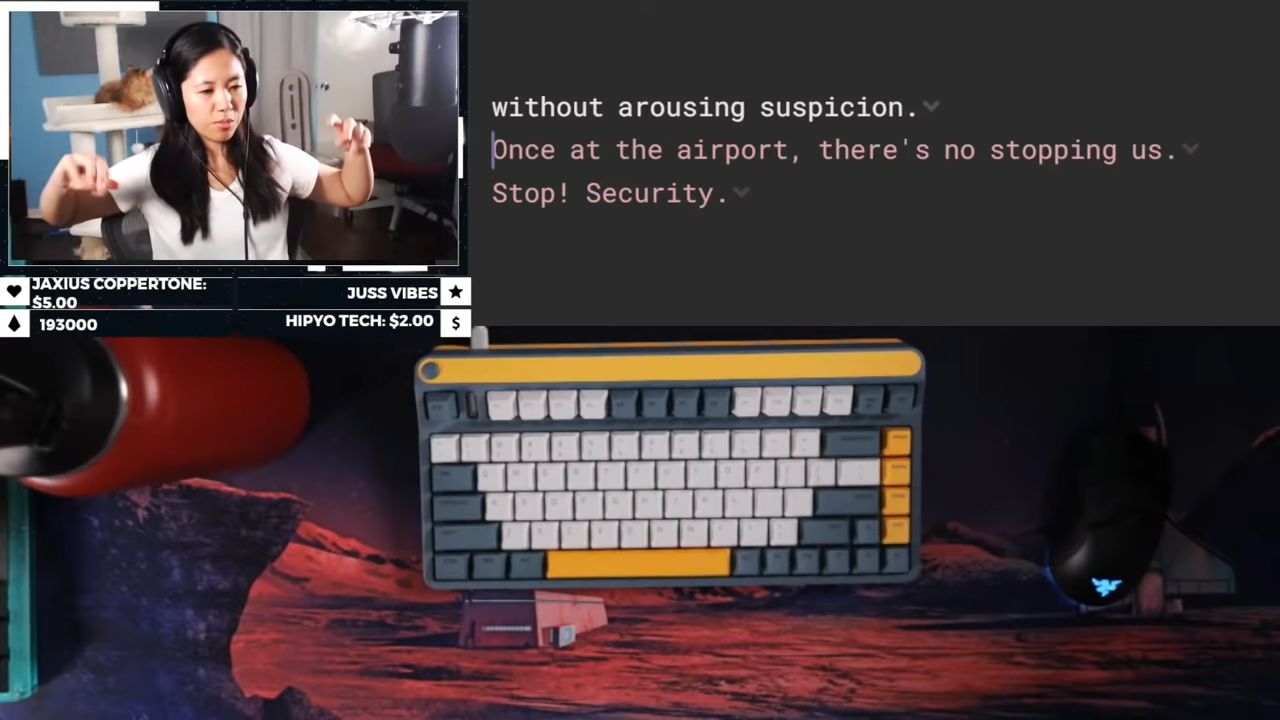 without arousing suspicion.
Once at the airport, there's no stopping us.
Stop! Security.
JAXIUS COPPERTONE:
$5.00
JUSS VIBES
193000
HIPYO TECH: $2.00
$